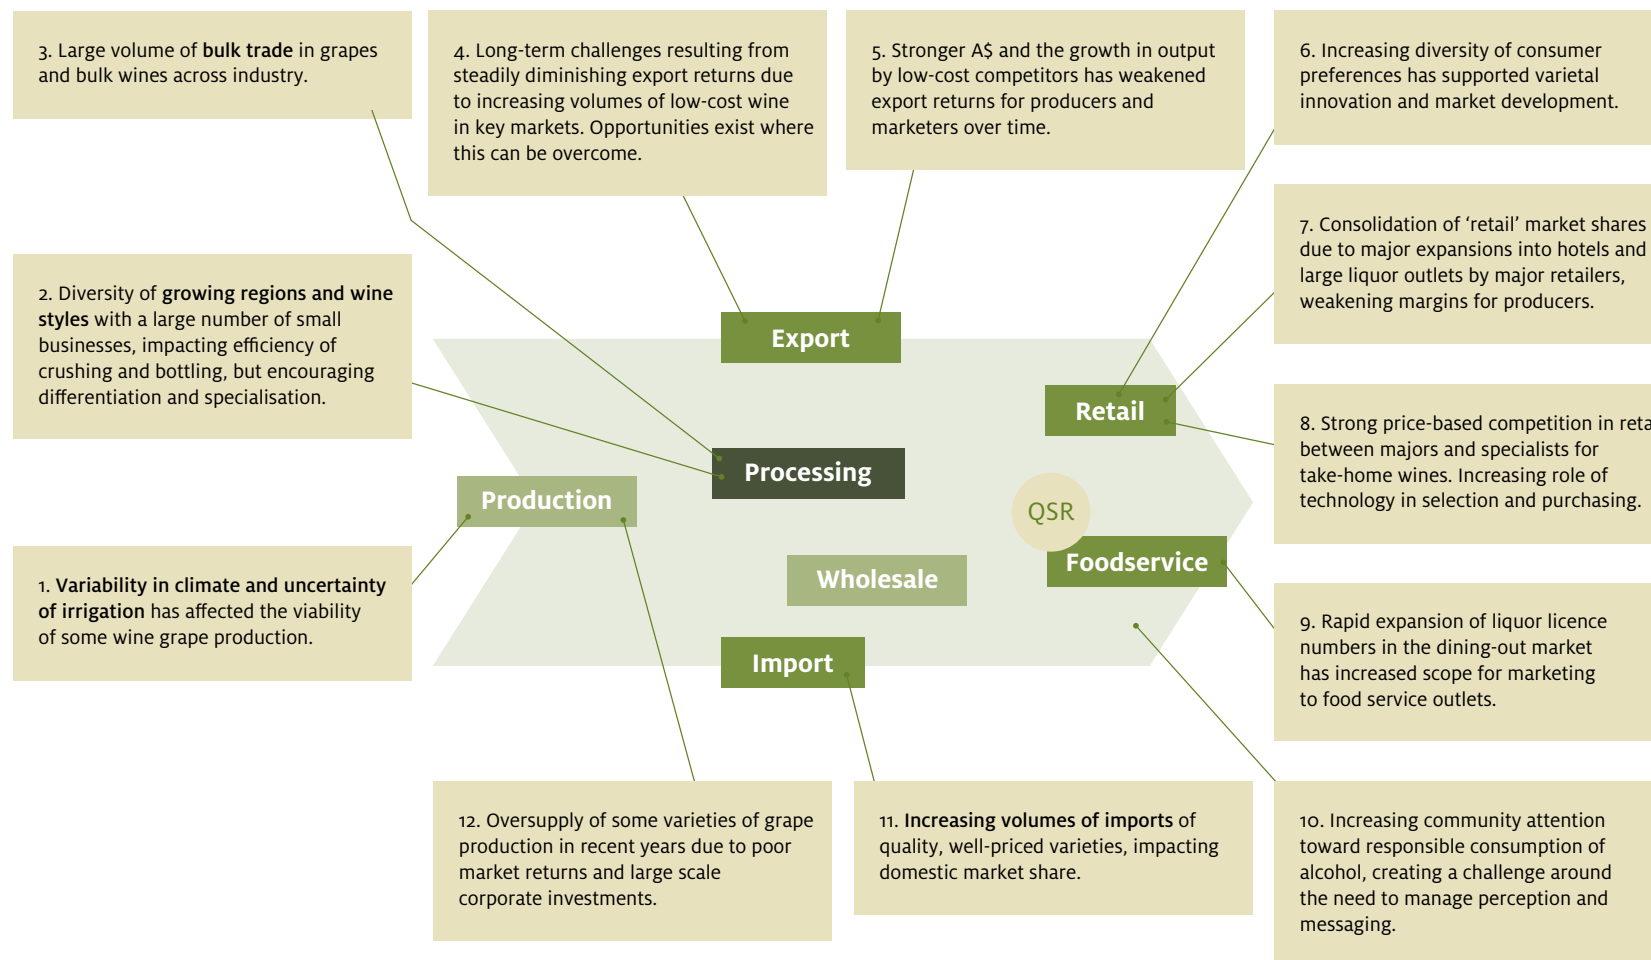 3. Large volume of bulk trade in grapes
and bulk wines across industry.
4. Long-term challenges resulting from
steadily diminishing export returns due
to increasing volumes of low-cost wine
in key markets. Opportunities exist where
this can be overcome.
5. Stronger A$ and the growth in output
by low-cost competitors has weakened
export returns for producers and
marketers over time.
6. Increasing diversity of consumer
preferences has supported varietal
innovation and market development.
7. Consolidation of ‘retail’ market shares
due to major expansions into hotels and
large liquor outlets by major retailers,
weakening margins for producers.
2. Diversity of growing regions and wine
styles with a large number of small
businesses, impacting efficiency of
crushing and bottling, but encouraging
differentiation and specialisation.
Export
Retail
8. Strong price-based competition in
between majors and specialists for
take-home wines. Increasing role of
technology in selection and purchasing.
Processing
Production
QSR
Foodservice
Wholesale
Import
1. Variability in climate and uncertainty
of irrigation has affected the viability
of some wine grape production.
9. Rapid expansion of liquor licence
numbers in the dining-out market
has increased scope for marketing
to food service outlets.
12. Oversupply of some varieties of grape
production in recent years due to poor
market returns and large scale
corporate investments.
11. Increasing volumes of imports of
quality, well-priced varieties, impacting
domestic market share.
10. Increasing community attention
toward responsible consumption of
alcohol, creating a challenge around
the need to manage perception and
messaging.